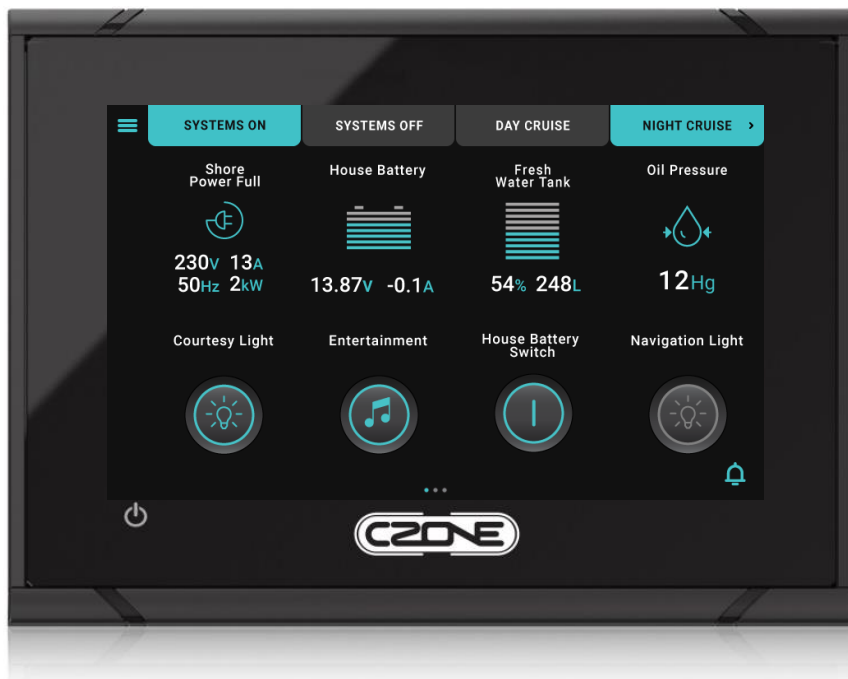 SYSTEMS ON
SYSTEMS OFF
DAY CRUISE
NIGHT CRUISE ›
Shore
Power Full
House Battery
Fresh
Water Tank
Oil Pressure
230V 13A
50Hz 2kW
13.87V -0.1A
54% 248L
12Hg
Courtesy Light
Entertainment
House Battery
Switch
Navigation Light
CZONE